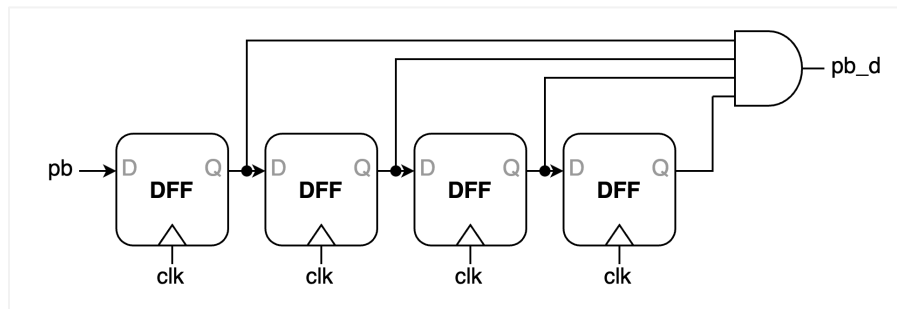 pb_d
pb D Q D Q D Q D Q
DFF DFF DFF DFF
clk clk clk clk